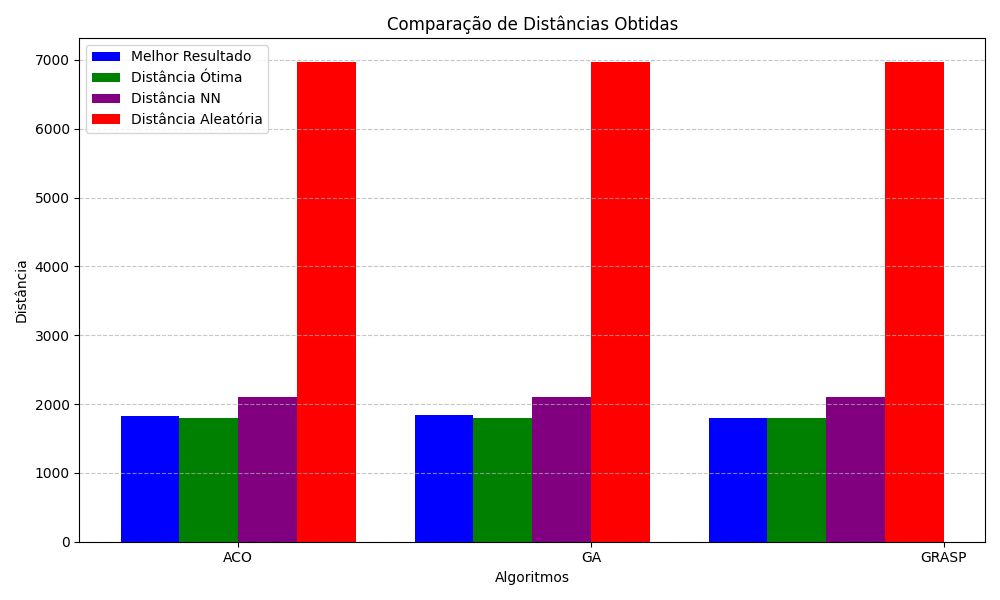 Comparação de Distâncias Obtidas
Melhor Resultado
Distância Ótima
Distância NN
Distância Aleatória
7000
6000
5000
4000
3000
2000
1000
0
Distância
ACO
GA
GRASP
Algoritmos